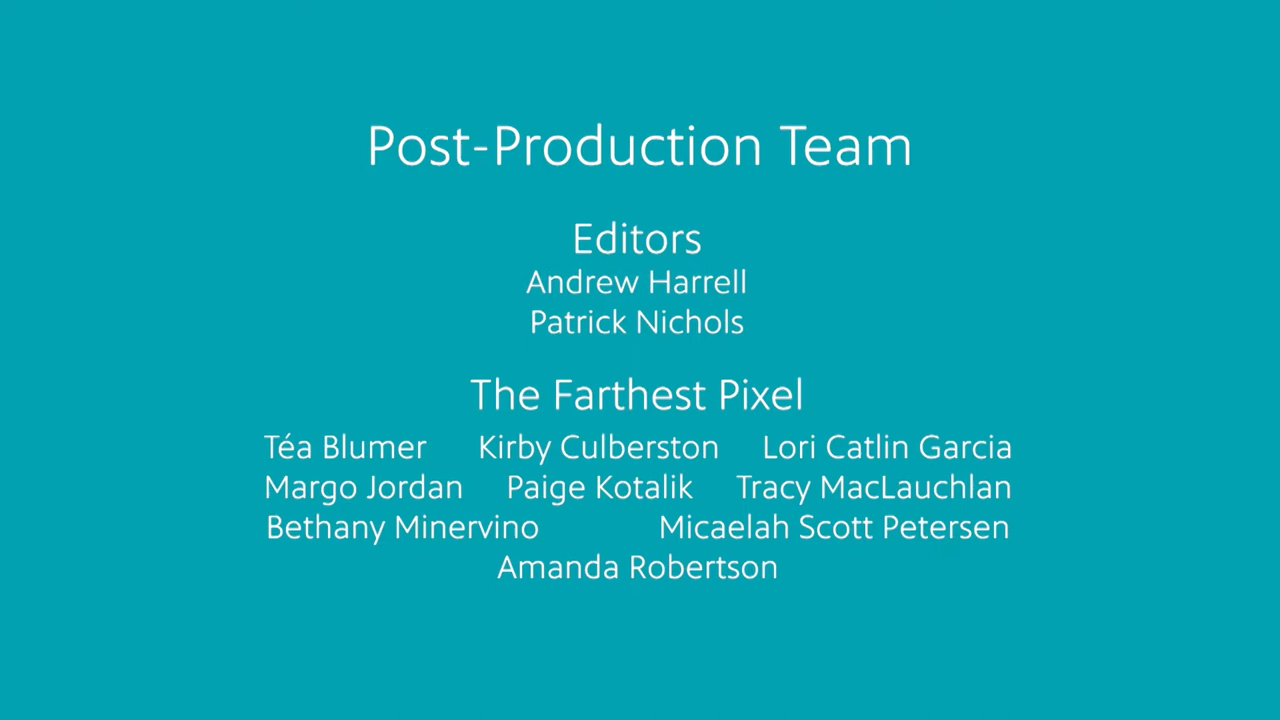 Post-Production Team
Editors
Andrew Harrell
Patrick Nichols
The Farthest Pixel
Téa Blumer Kirby Culberston Lori Catlin Garcia
Margo Jordan Paige Kotalik Tracy MacLauchlan
Bethany Minervino Micaelah Scott Petersen
Amanda Robertson